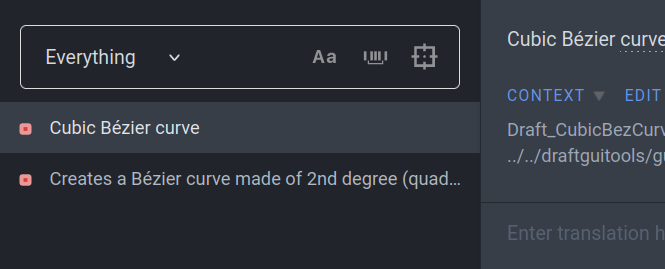 Everything
Aa
Cubic Bézier curve
Creates a Bézier curve made of 2nd degree (quad...
Cubic Bézier curve
CONTEXT EDIT
Draft_CubicBezCurv
../../draftguitools/gu
Enter translation h